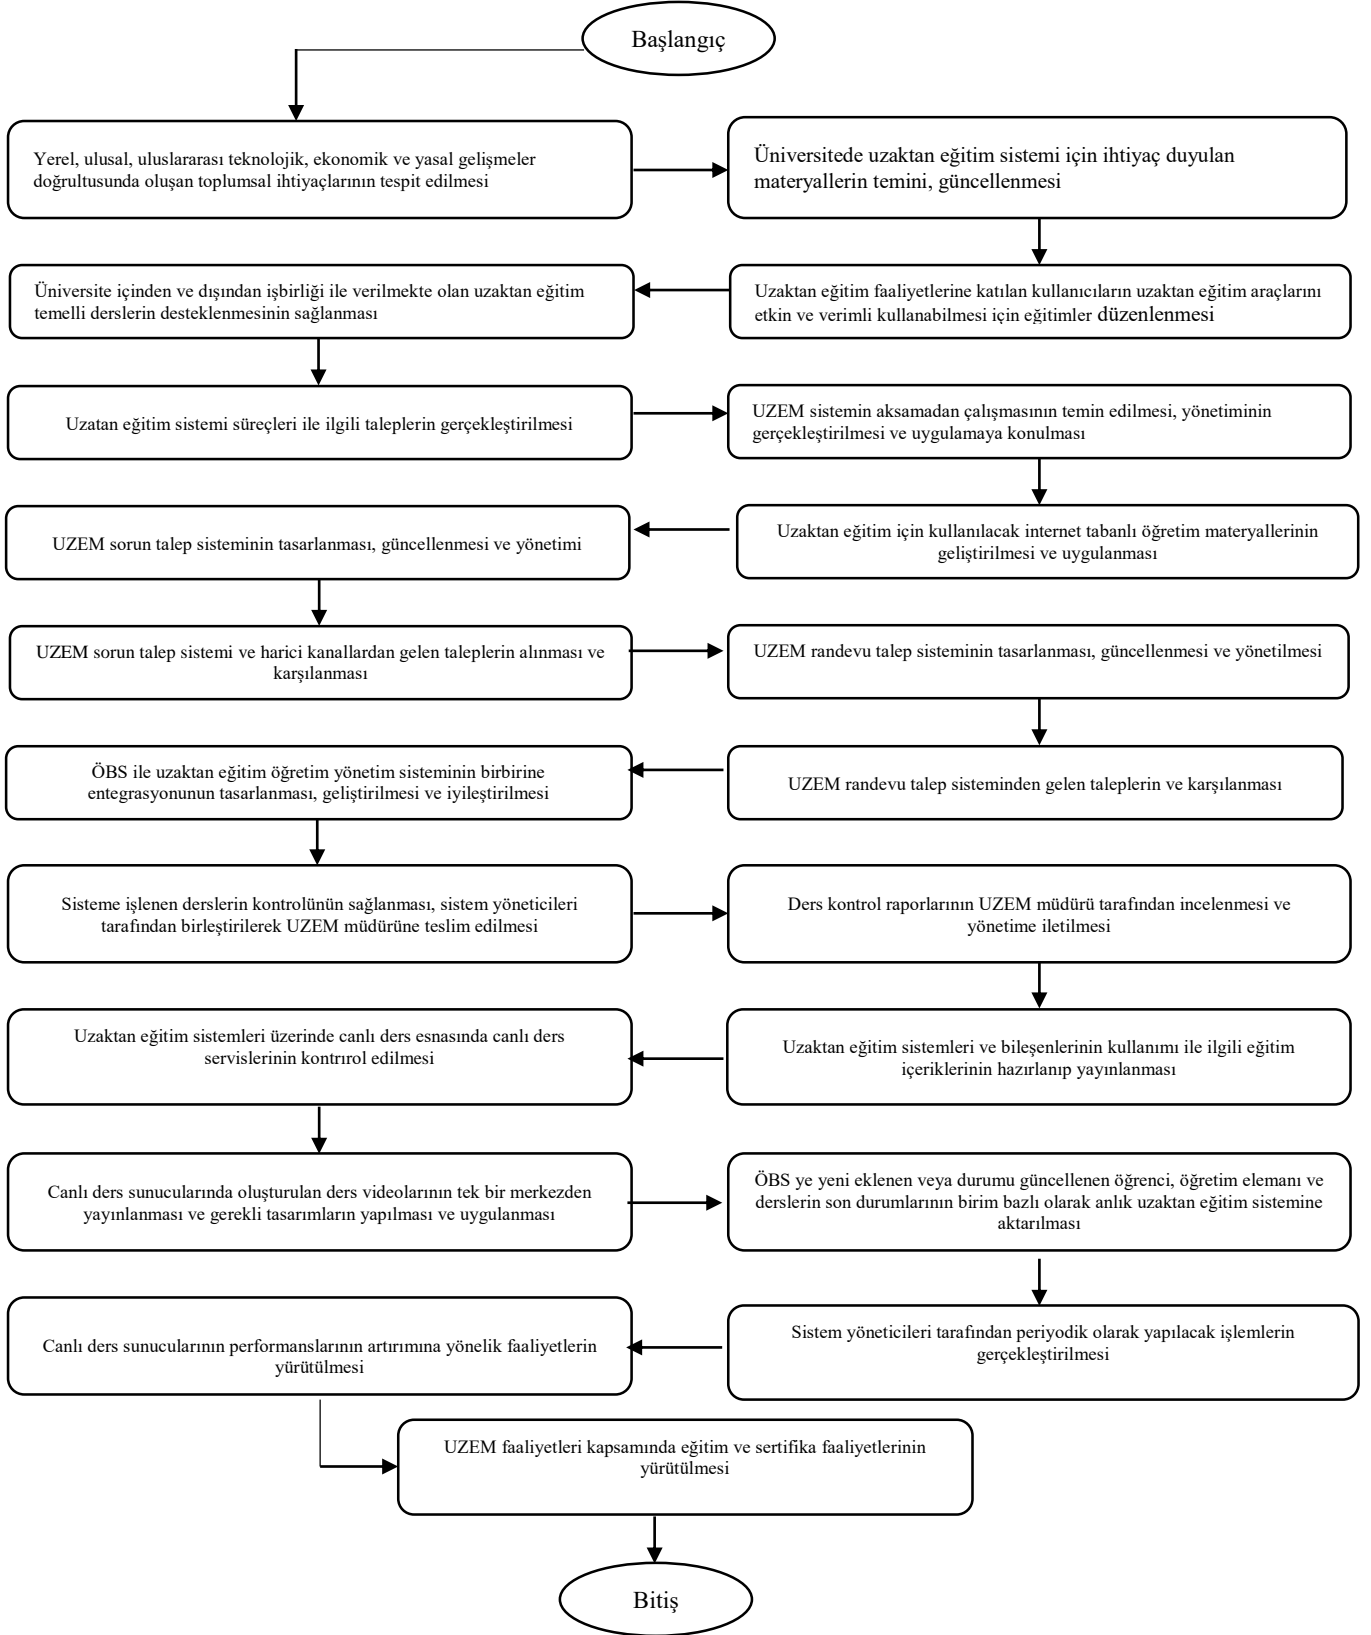 Başlangıç
Yerel, ulusal, uluslararası teknolojik, ekonomik ve yasal gelişmeler
doğrultusunda oluşan toplumsal ihtiyaçlarının tespit edilmesi
Üniversitede uzaktan eğitim sistemi için ihtiyaç duyulan
materyallerin temini, güncellenmesi
Uzaktan eğitim faaliyetlerine katılan kullanıcıların uzaktan eğitim araçlarını
etkin ve verimli kullanabilmesi için eğitimler düzenlenmesi
Üniversite içinden ve dışından işbirliği ile verilmekte olan uzaktan eğitim
temelli derslerin desteklenmesinin sağlanması
Uzatan eğitim sistemi süreçleri ile ilgili taleplerin gerçekleştirilmesi
UZEM sistemin aksamadan çalışmasının temin edilmesi, yönetiminin
gerçekleştirilmesi ve uygulamaya konulması
Uzaktan eğitim için kullanılacak internet tabanlı öğretim materyallerinin
geliştirilmesi ve uygulanması
UZEM sorun talep sisteminin tasarlanması, güncellenmesi ve yönetimi
UZEM sorun talep sistemi ve harici kanallardan gelen taleplerin alınması ve
karşılanması
UZEM randevu talep sisteminin tasarlanması, güncellenmesi ve yönetilmesi
UZEM randevu talep sisteminden gelen taleplerin ve karşılanması
ÖBS ile uzaktan eğitim öğretim yönetim sisteminin birbirine
entegrasyonunun tasarlanması, geliştirilmesi ve iyileştirilmesi
Sisteme işlenen derslerin kontrolünün sağlanması, sistem yöneticileri
tarafından birleştirilerek UZEM müdürüne teslim edilmesi
Ders kontrol raporlarının UZEM müdürü tarafından incelenmesi ve
yönetime iletilmesi
Uzaktan eğitim sistemleri ve bileşenlerinin kullanımı ile ilgili eğitim
içeriklerinin hazırlanıp yayınlanması
Uzaktan eğitim sistemleri üzerinde canlı ders esnasında canlı ders
servislerinin kontrırol edilmesi
Canlı ders sunucularında oluşturulan ders videolarının tek bir merkezden
yayınlanması ve gerekli tasarımların yapılması ve uygulanması
ÖBS ye yeni eklenen veya durumu güncellenen öğrenci, öğretim elemanı ve
derslerin son durumlarının birim bazlı olarak anlık uzaktan eğitim sistemine
aktarılması
Sistem yöneticileri tarafından periyodik olarak yapılacak işlemlerin
gerçekleştirilmesi
Canlı ders sunucularının performanslarının artırımına yönelik faaliyetlerin
yürütülmesi
UZEM faaliyetleri kapsamında eğitim ve sertifika faaliyetlerinin
yürütülmesi
Bitiş